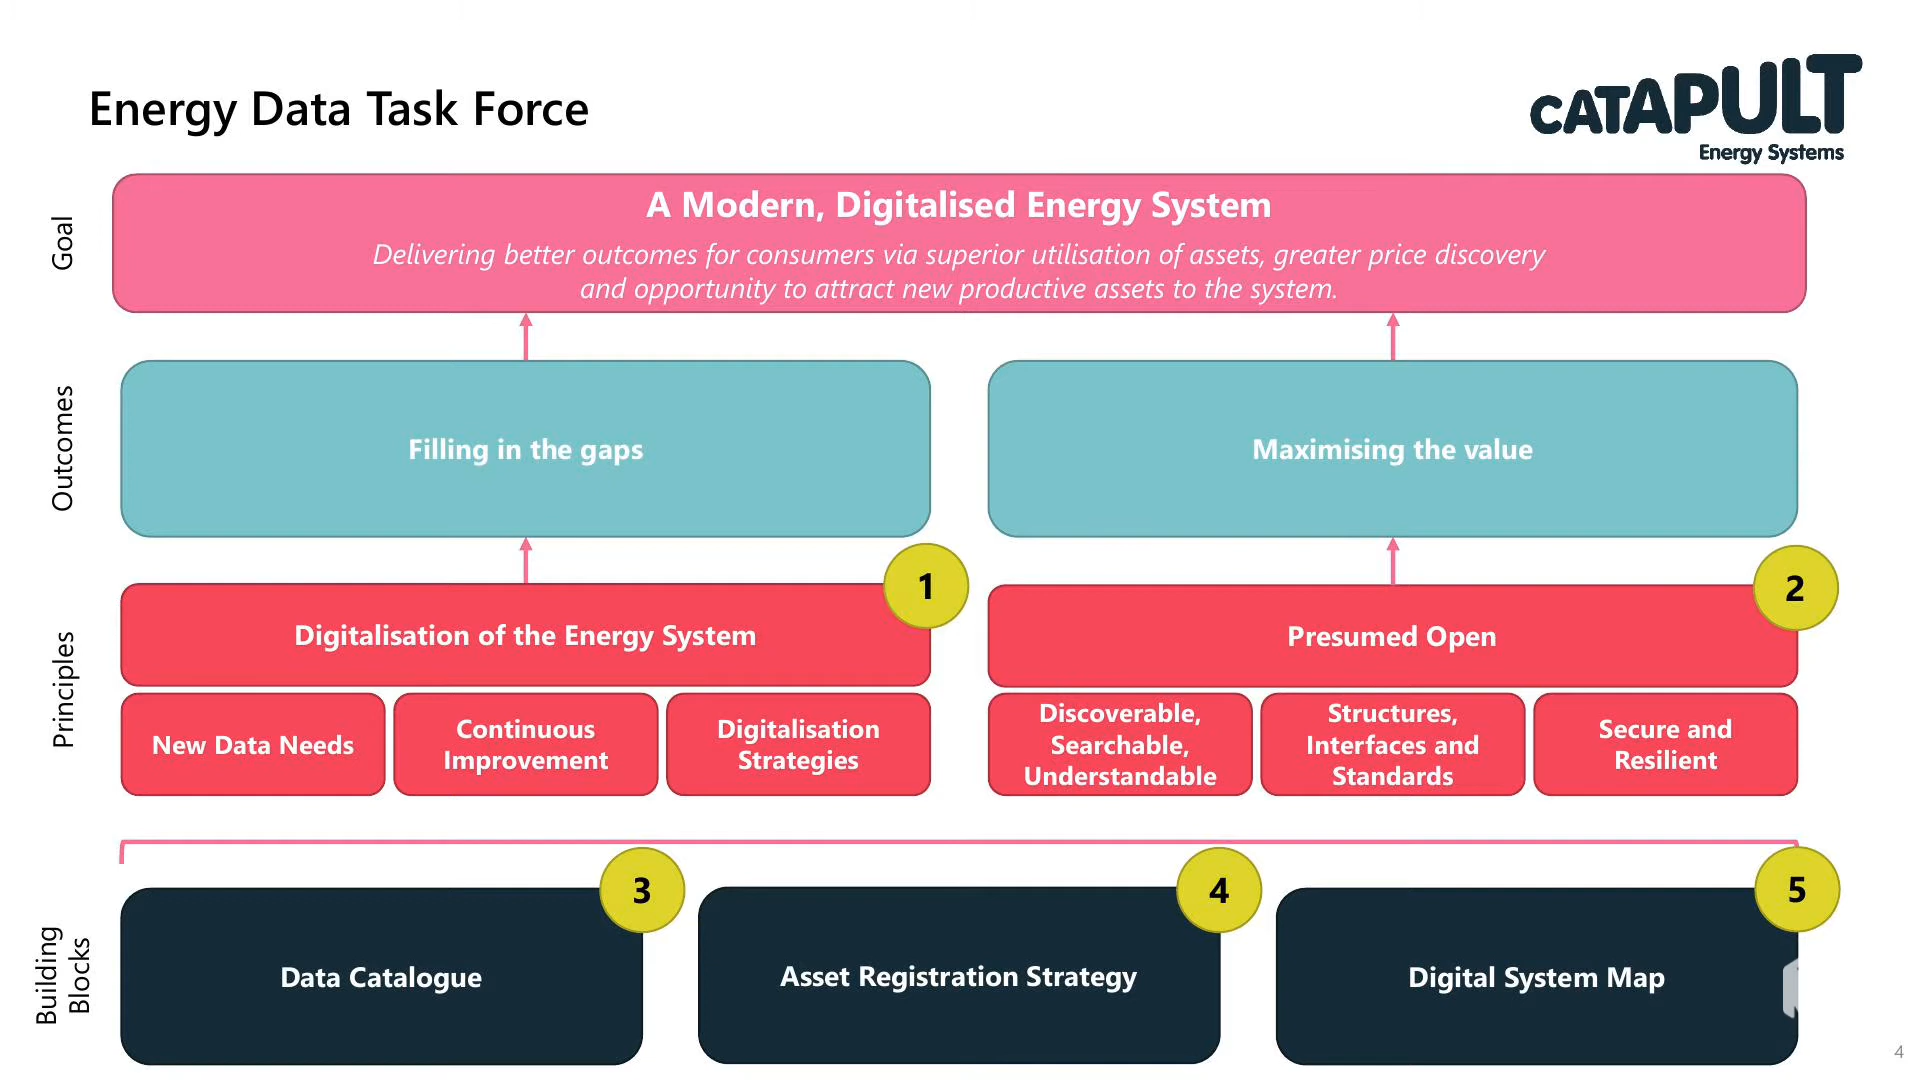 Energy Data Task Force
CATAPULT
Energy Systems
Goal
A Modern, Digitalised Energy System
Delivering better outcomes for consumers via superior utilisation of assets, greater price discovery
and opportunity to attract new productive assets to the system.
Outcomes
Filling in the gaps
Maximising the value
Principles
1
Digitalisation of the Energy System
2
Presumed Open
New Data Needs
Continuous
Improvement
Digitalisation
Strategies
Discoverable,
Searchable,
Understandable
Structures,
Interfaces and
Standards
Secure and
Resilient
Building
Blocks
3
Data Catalogue
4
Asset Registration Strategy
5
Digital System Map
4